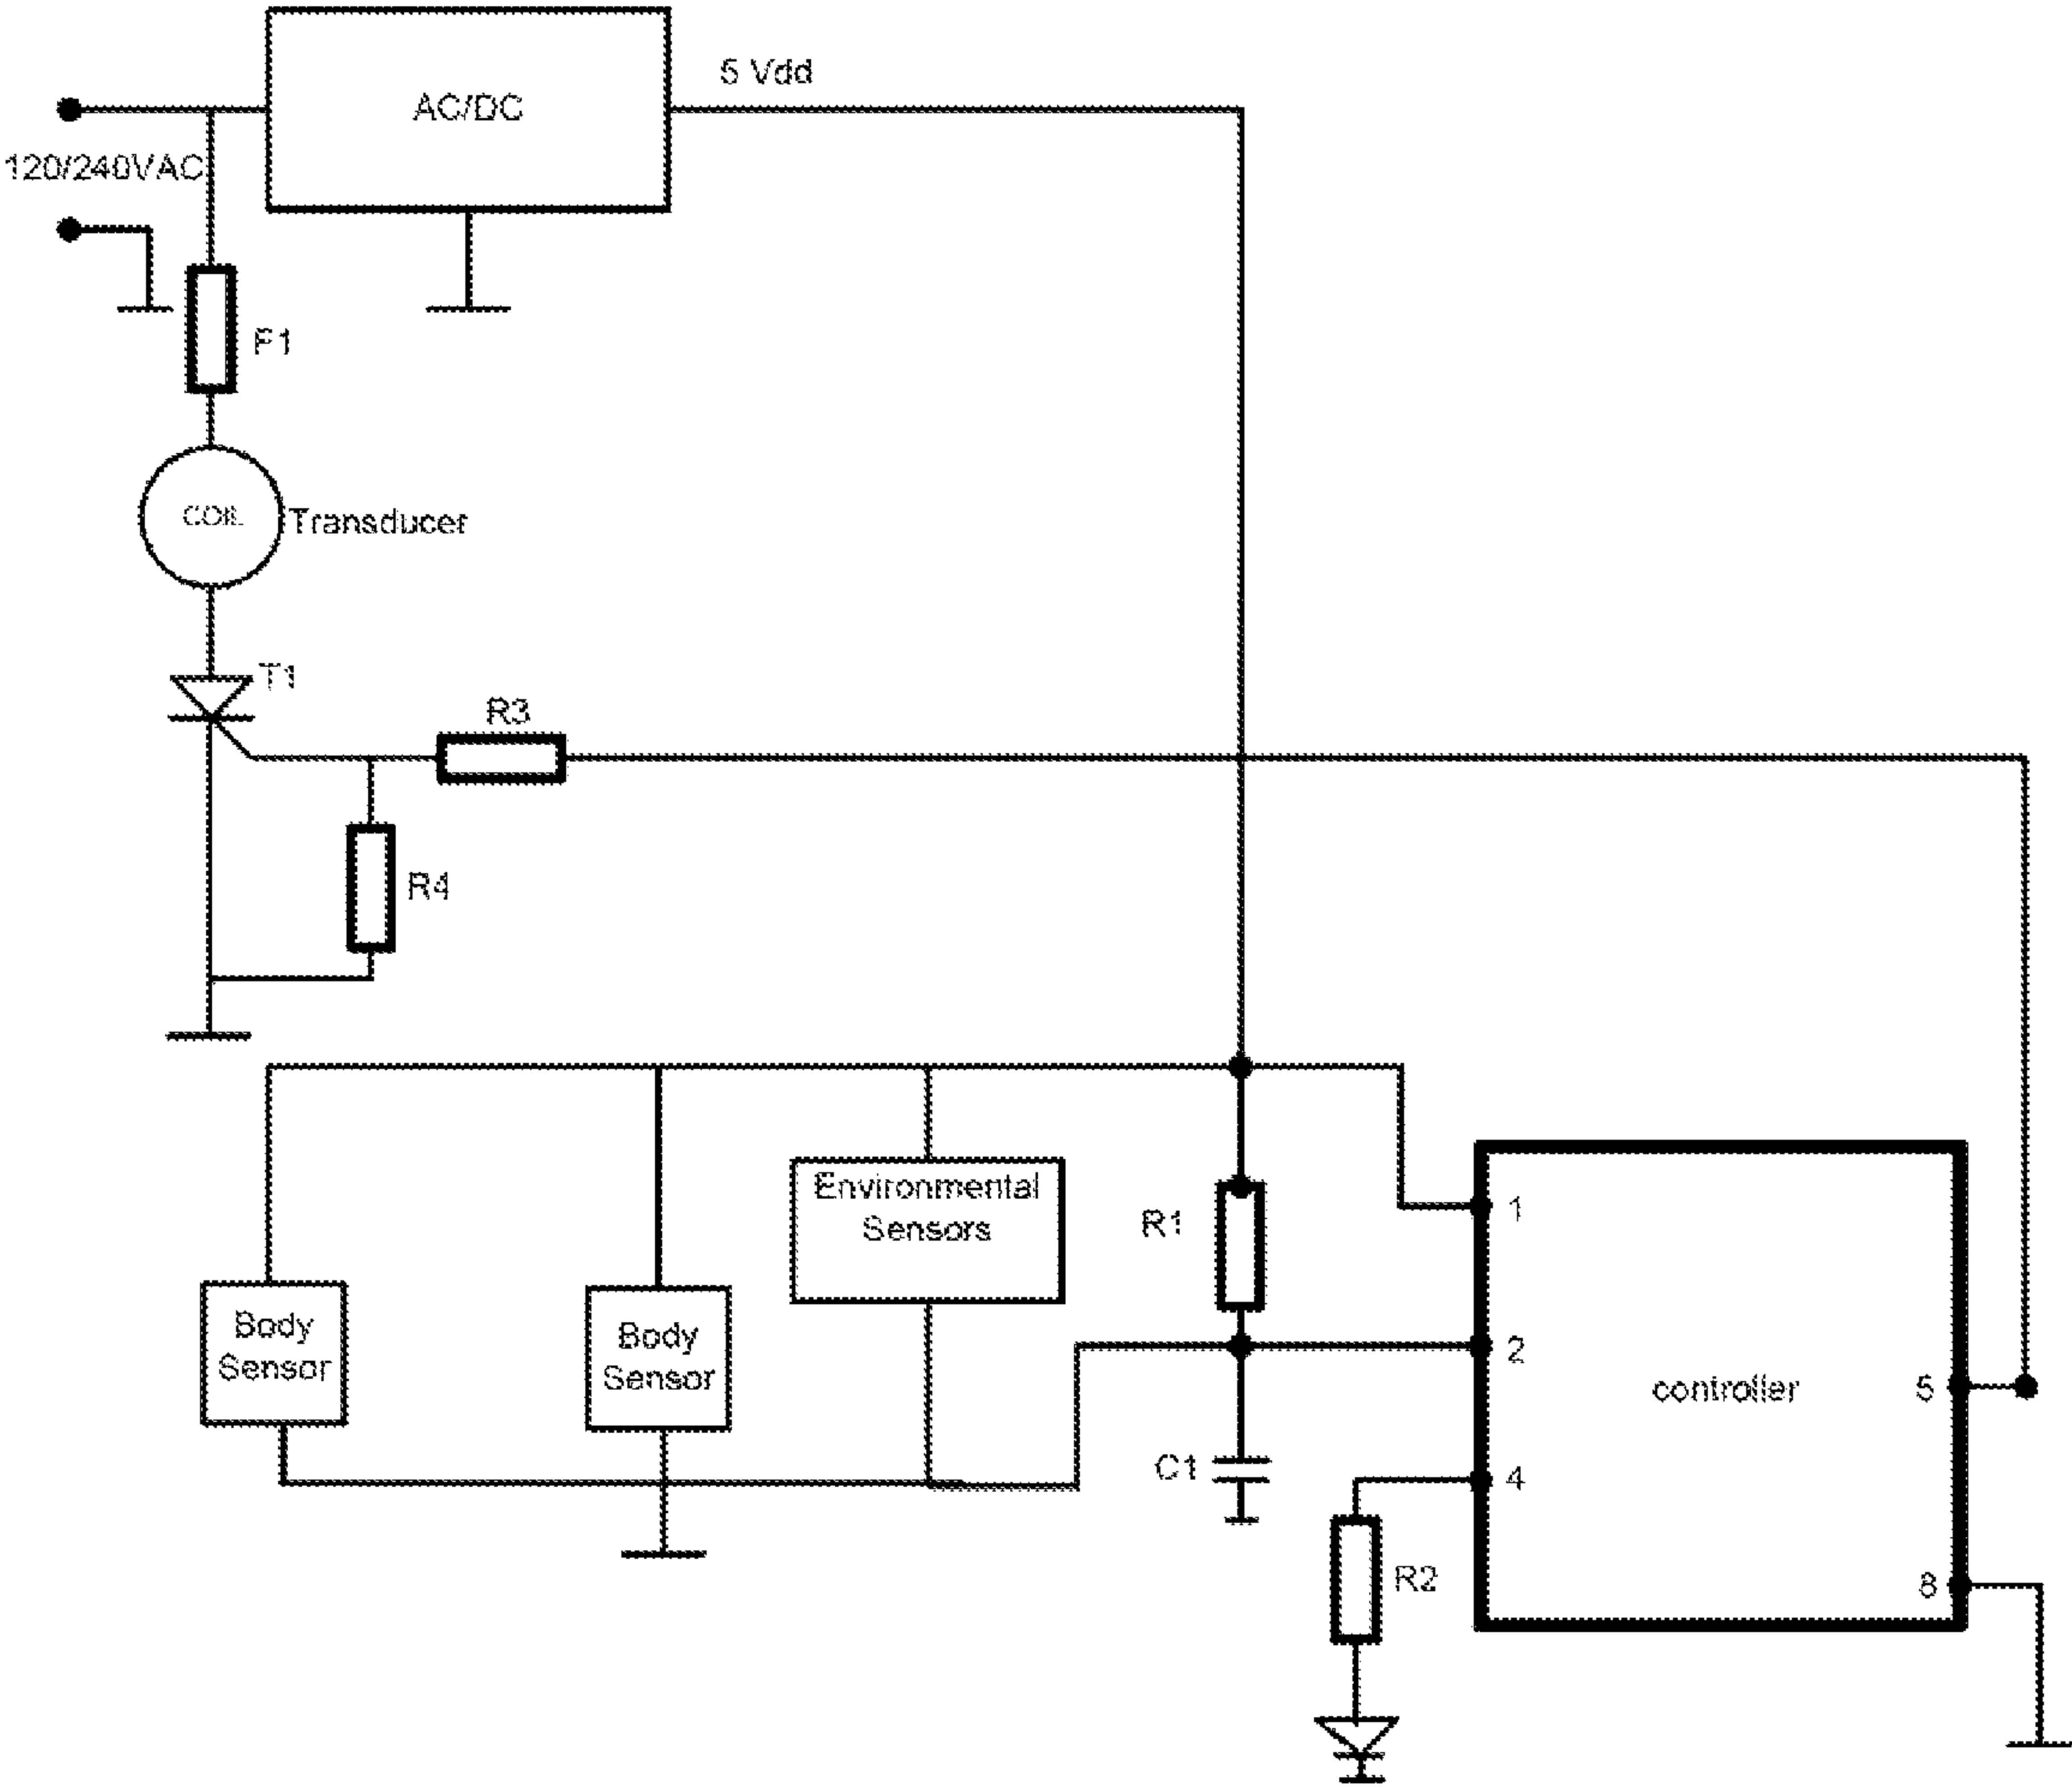 5 Vdd
AC/DC
120/240VAC
F1
COIL
Transducer
T1
R3
R4
Environmental
Sensors
R1
1
Body
Sensor
Body
Sensor
2
controller
5
C1
4
R2
8